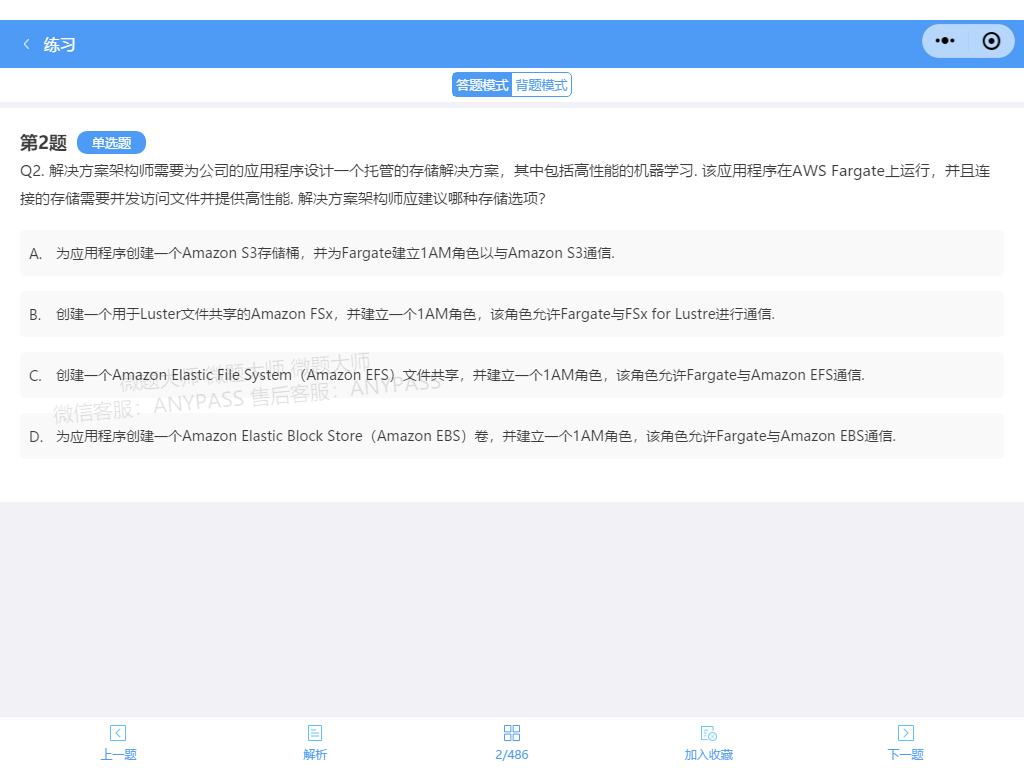 练习
答题模式 背题模式
第2题 单选题
Q2. 解决方案架构师需要为公司的应用程序设计一个托管的存储解决方案，其中包括高性能的机器学习. 该应用程序在AWS Fargate上运行，并且连
接的存储需要并发访问文件并提供高性能. 解决方案架构师应建议哪种存储选项？
A. 为应用程序创建一个Amazon S3存储桶，并为Fargate建立1AM角色以与Amazon S3通信.
B. 创建一个用于Luster文件共享的Amazon FSx，并建立一个1AM角色，该角色允许Fargate与FSx for Lustre进行通信.
微题大师 微题大师 微题大师
C. 创建一个Amazon Elastic File System（Amazon EFS）文件共享，并建立一个1AM角色，该角色允许Fargate与Amazon EFS通信.
微信客服：ANYPASS 售后客服：ANYPASS
D. 为应用程序创建一个Amazon Elastic Block Store（Amazon EBS）卷，并建立一个1AM角色，该角色允许Fargate与Amazon EBS通信.
上一题 解析 2/486 加入收藏 下一题